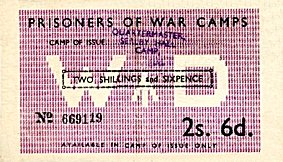 PRISONERS OF WAR CAMPS
QUARTERMASTER,
CAMP OF ISSUE
CAMP
TWO SHILLINGS and SIXPENCE
W D
No 669119
2s. 6d.
AVAILABLE IN CAMP OF ISSUE ONLY